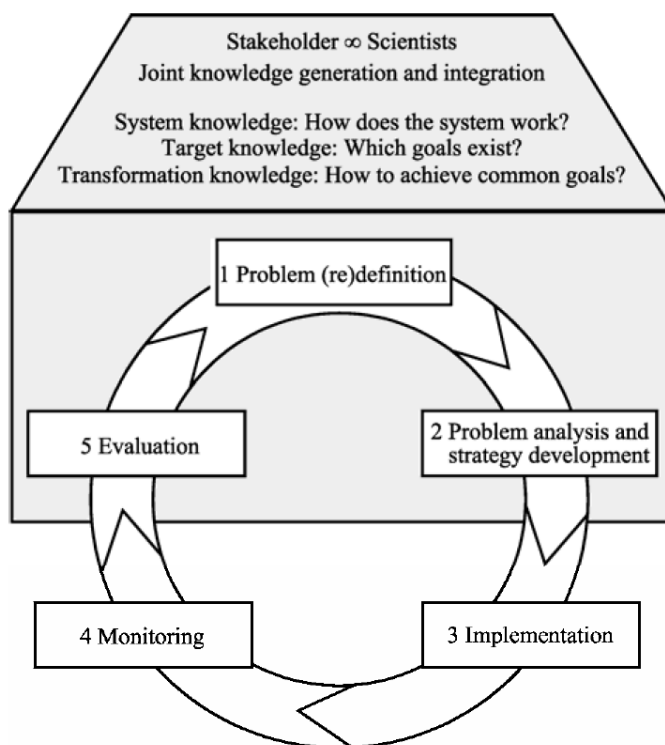 Stakeholder ∞ Scientists
Joint knowledge generation and integration
System knowledge: How does the system work?
Target knowledge: Which goals exist?
Transformation knowledge: How to achieve common goals?
1 Problem (re)definition
2 Problem analysis and
strategy development
3 Implementation
4 Monitoring
5 Evaluation